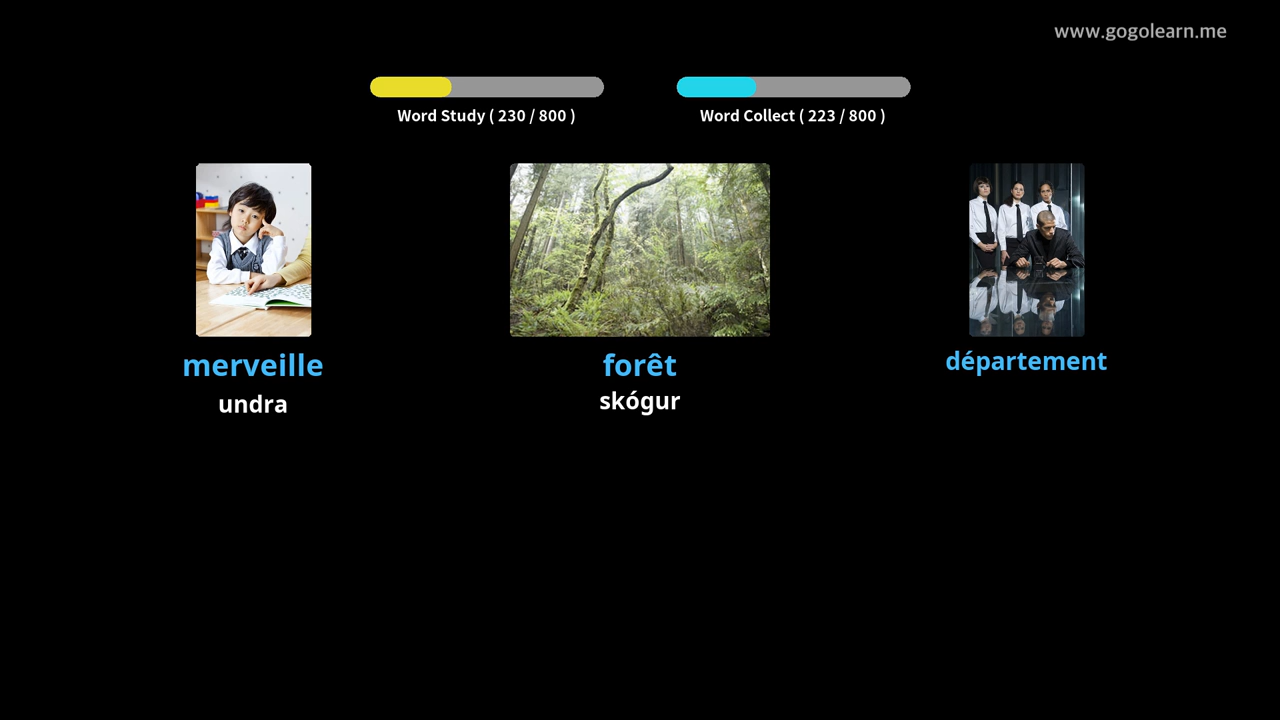 www.gogolearn.me
Word Study ( 230 / 800 )
Word Collect ( 223 / 800 )
merveille
undra
forêt
skógur
département